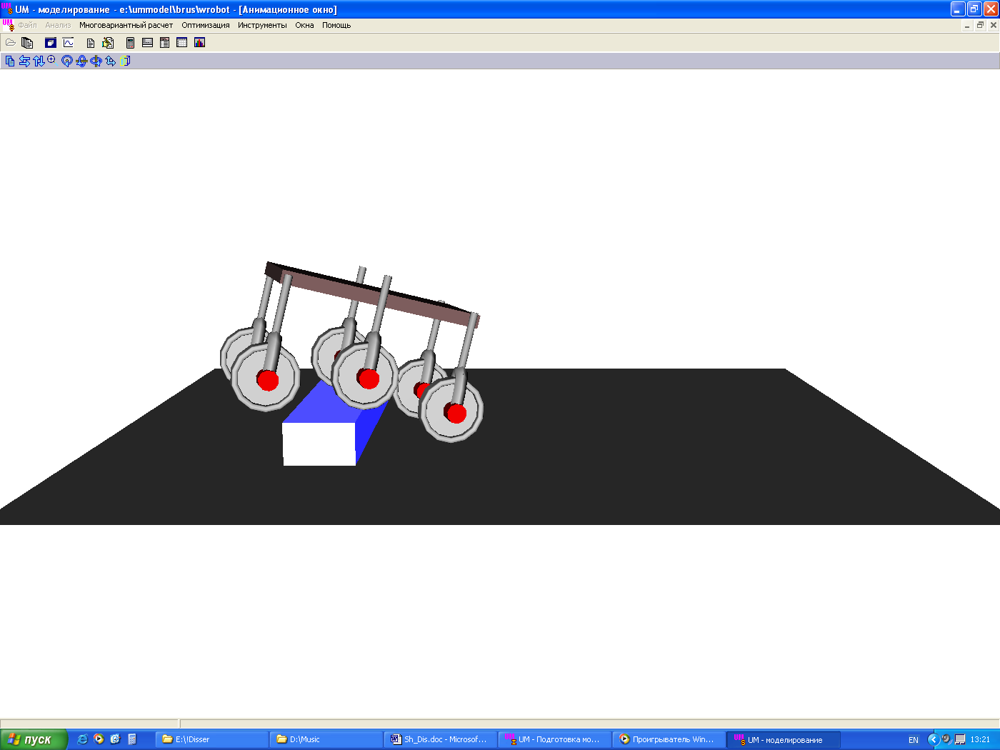 UM - моделирование - e:\ummodel\brus\wrobot - [Анимационное окно]
Файл Анализ Многовариантный расчет Оптимизация Инструменты Окна Помощь
пуск E:\!Disser D:\Music Sh_Dis.doc - Microsof... UM - Подготовка мо... Проигрыватель Win... UM - моделирование EN 13:21